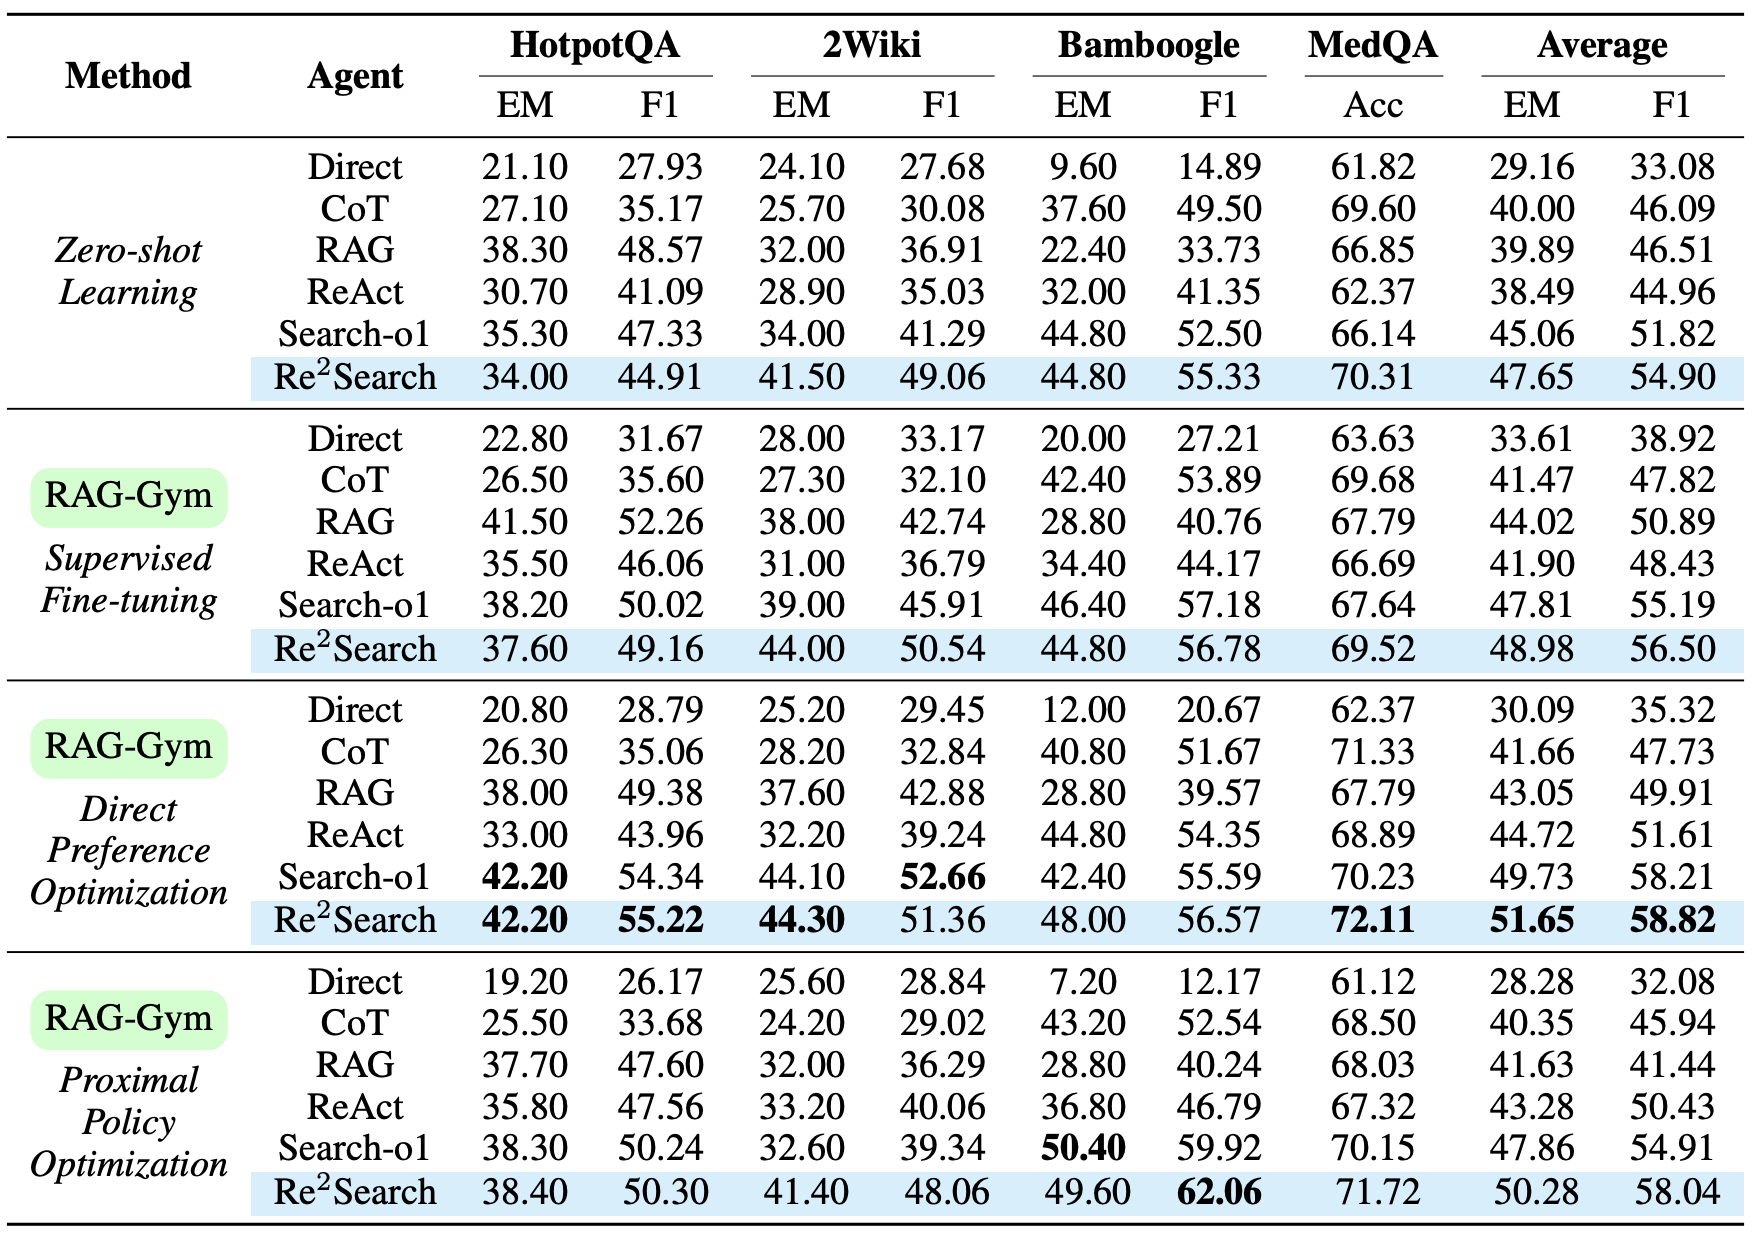 Method Agent HotpotQA 2Wiki Bamboogle MedQA Average
EM F1 EM F1 EM F1 Acc EM F1
Zero-shot Learning
Direct 21.10 27.93 24.10 27.68 9.60 14.89 61.82 29.16 33.08
CoT 27.10 35.17 25.70 30.08 37.60 49.50 69.60 40.00 46.09
RAG 38.30 48.57 32.00 36.91 22.40 33.73 66.85 39.89 46.51
ReAct 30.70 41.09 28.90 35.03 32.00 41.35 62.37 38.49 44.96
Search-o1 35.30 47.33 34.00 41.29 44.80 52.50 66.14 45.06 51.82
Re²Search 34.00 44.91 41.50 49.06 44.80 55.33 70.31 47.65 54.90
RAG-Gym
Supervised
Fine-tuning
Direct 22.80 31.67 28.00 33.17 20.00 27.21 63.63 33.61 38.92
CoT 26.50 35.60 27.30 32.10 42.40 53.89 69.68 41.47 47.82
RAG 41.50 52.26 38.00 42.74 28.80 40.76 67.79 44.02 50.89
ReAct 35.50 46.06 31.00 36.79 34.40 44.17 66.69 41.90 48.43
Search-o1 38.20 50.02 39.00 45.91 46.40 57.18 67.64 47.81 55.19
Re²Search 37.60 49.16 44.00 50.54 44.80 56.78 69.52 48.98 56.50
RAG-Gym
Direct
Preference
Optimization
Direct 20.80 28.79 25.20 29.45 12.00 20.67 62.37 30.09 35.32
CoT 26.30 35.06 28.20 32.84 40.80 51.67 71.33 41.66 47.73
RAG 38.00 49.38 37.60 42.88 28.80 39.57 67.79 43.05 49.91
ReAct 33.00 43.96 32.20 39.24 44.80 54.35 68.89 44.72 51.61
Search-o1 42.20 54.34 44.10 52.66 42.40 55.59 70.23 49.73 58.21
Re²Search 42.20 55.22 44.30 51.36 48.00 56.57 72.11 51.65 58.82
RAG-Gym
Proximal
Policy
Optimization
Direct 19.20 26.17 25.60 28.84 7.20 12.17 61.12 28.28 32.08
CoT 25.50 33.68 24.20 29.02 43.20 52.54 68.50 40.35 45.94
RAG 37.70 47.60 32.00 36.29 28.80 40.24 68.03 41.63 41.44
ReAct 35.80 47.56 33.20 40.06 36.80 46.79 67.32 43.28 50.43
Search-o1 38.30 50.24 32.60 39.34 50.40 59.92 70.15 47.86 54.91
Re²Search 38.40 50.30 41.40 48.06 49.60 62.06 71.72 50.28 58.04